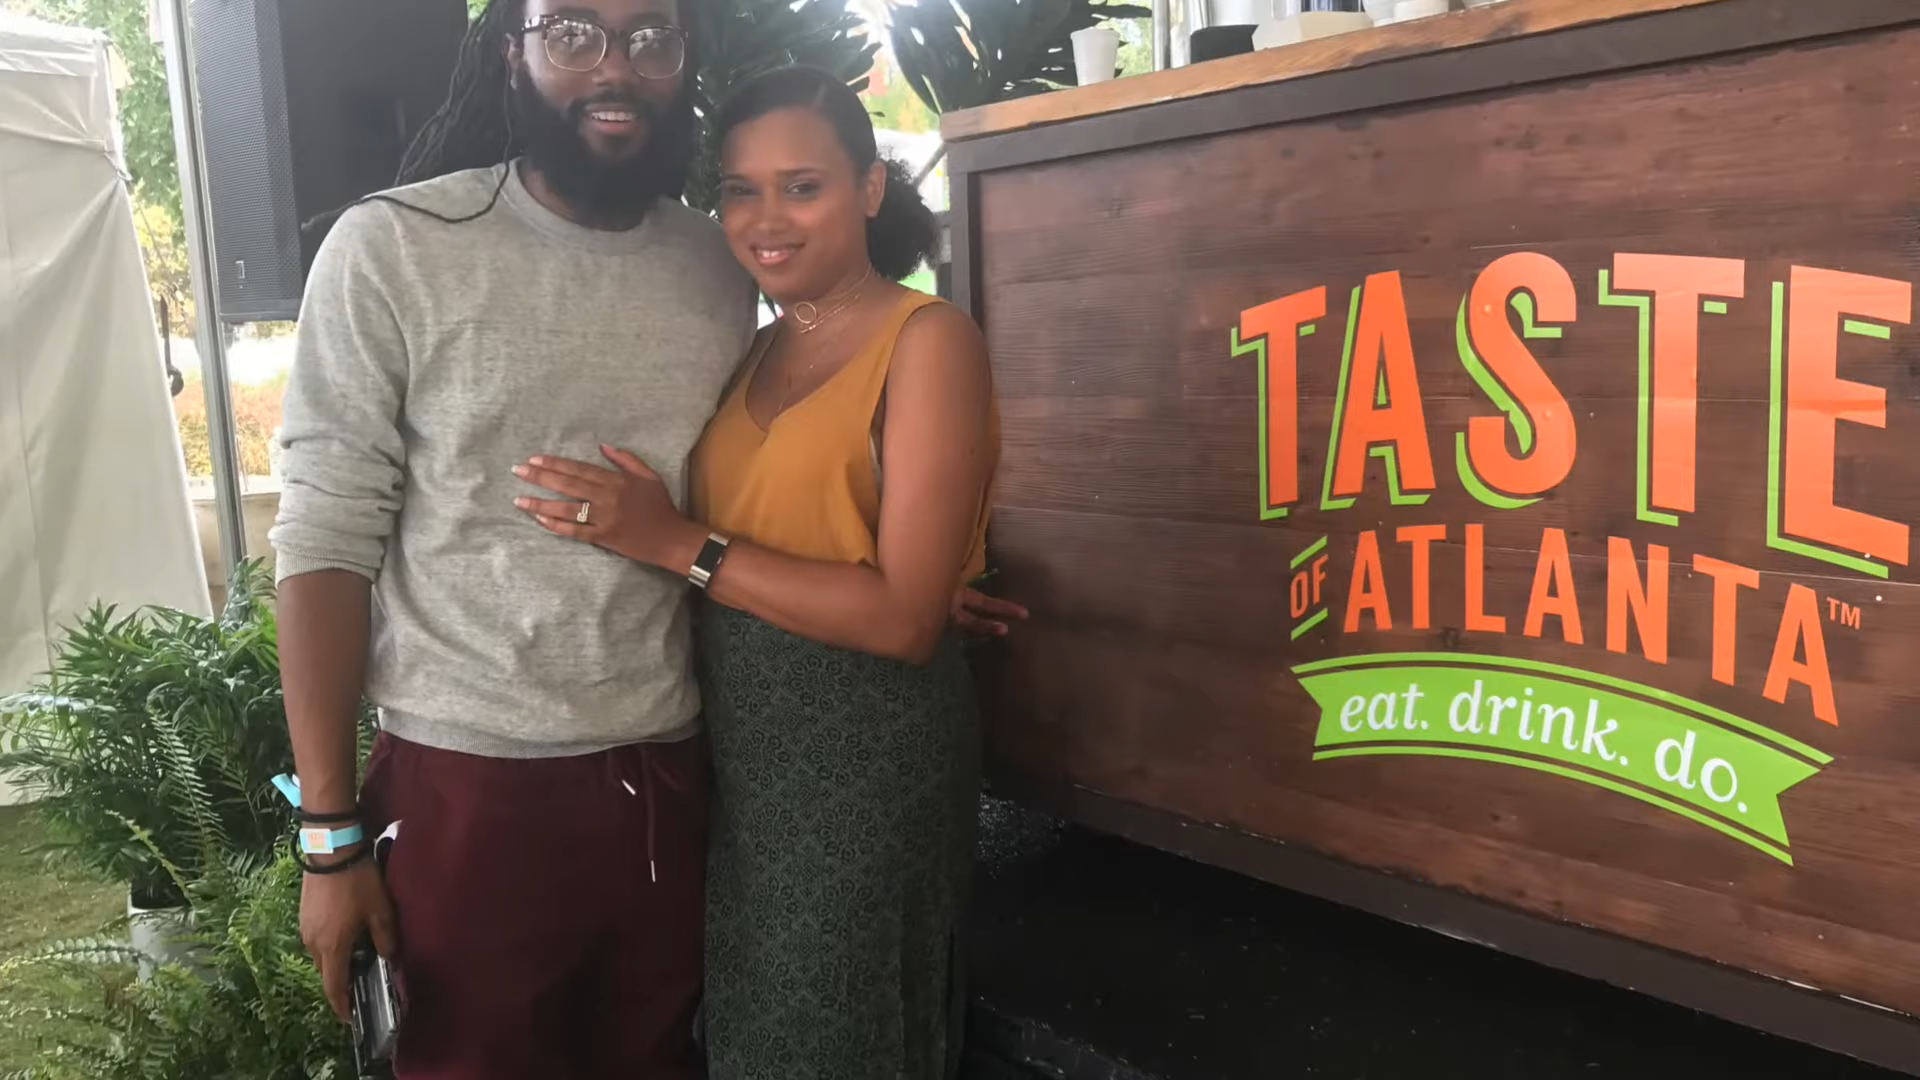 TASTE
OF ATLANTA™
eat. drink. do.